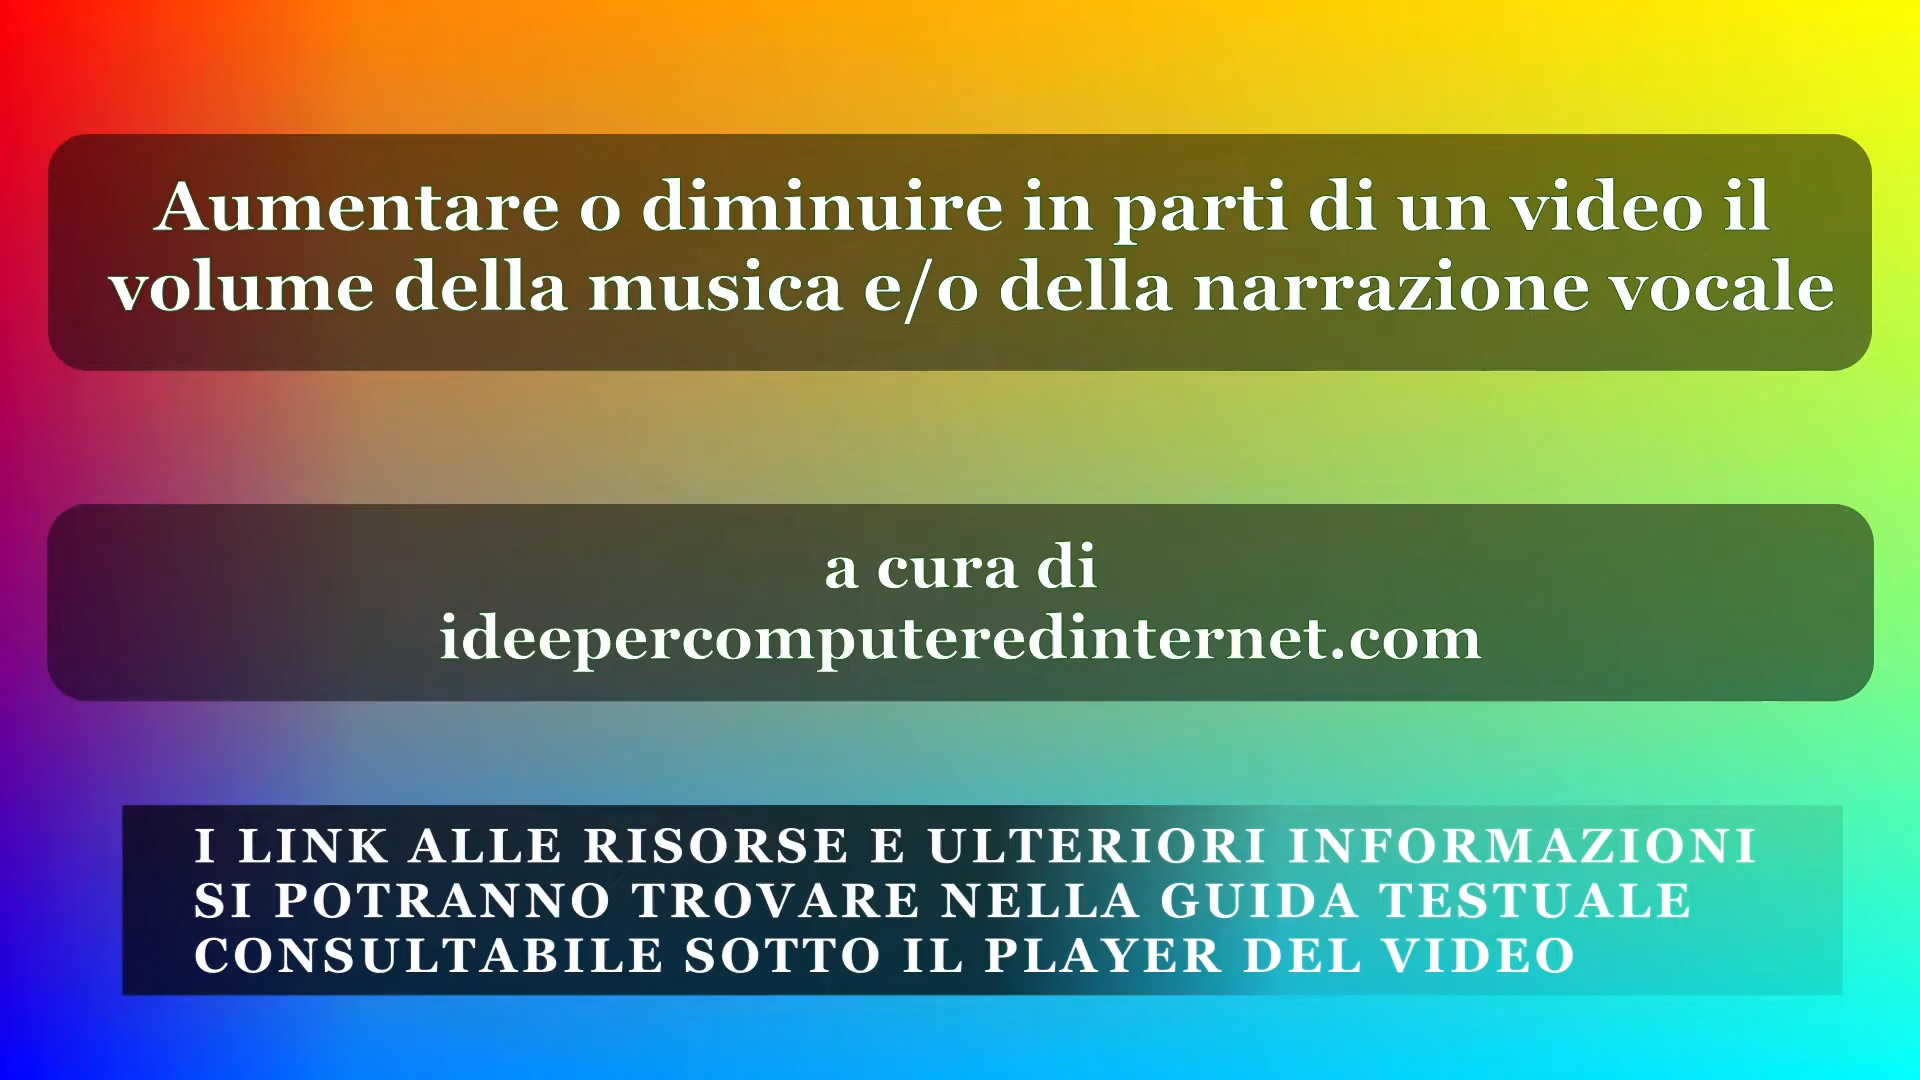 Aumentare o diminuire in parti di un video il
volume della musica e/o della narrazione vocale
a cura di
ideepercomputeredinternet.com
I LINK ALLE RISORSE E ULTERIORI INFORMAZIONI
SI POTRANNO TROVARE NELLA GUIDA TESTUALE
CONSULTABILE SOTTO IL PLAYER DEL VIDEO